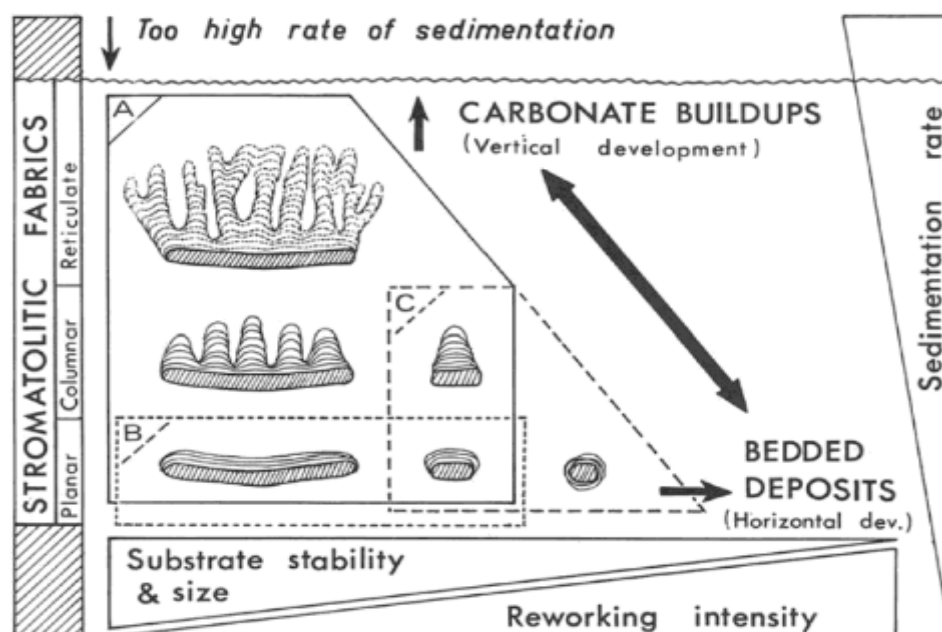 Too high rate of sedimentation
A
CARBONATE BUILDUPS
(Vertical development)
STROMATOLITIC FABRICS
Reticulate
Columnar
Planar
C
B
BEDDED
DEPOSITS
(Horizontal dev.)
Sedimentation rate
Substrate stability
& size
Reworking intensity